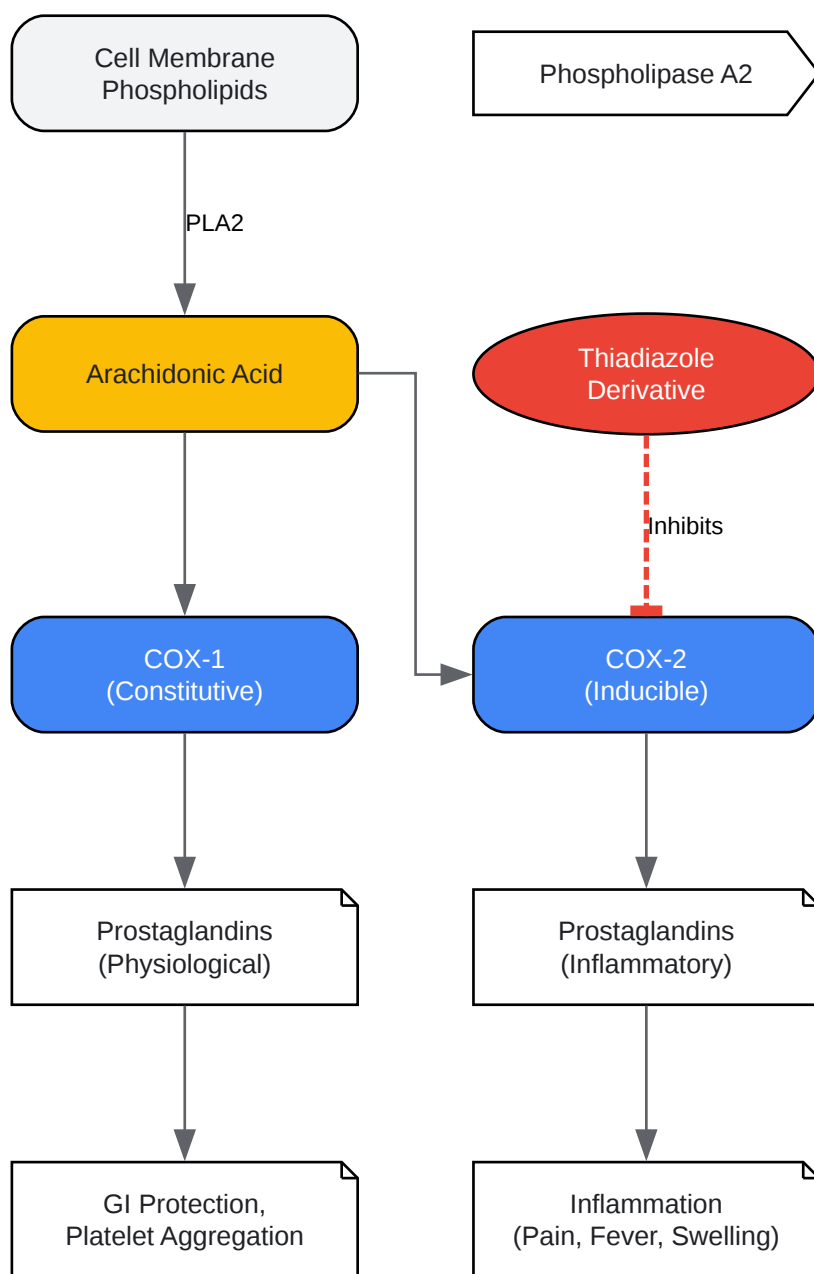 Cell Membrane
Phospholipids
Phospholipase A2
PLA2
Arachidonic Acid
Thiadiazole
Derivative
Inhibits
COX-1
(Constitutive)
COX-2
(Inducible)
Prostaglandins
(Physiological)
Prostaglandins
(Inflammatory)
GI Protection,
Platelet Aggregation
Inflammation
(Pain, Fever, Swelling)